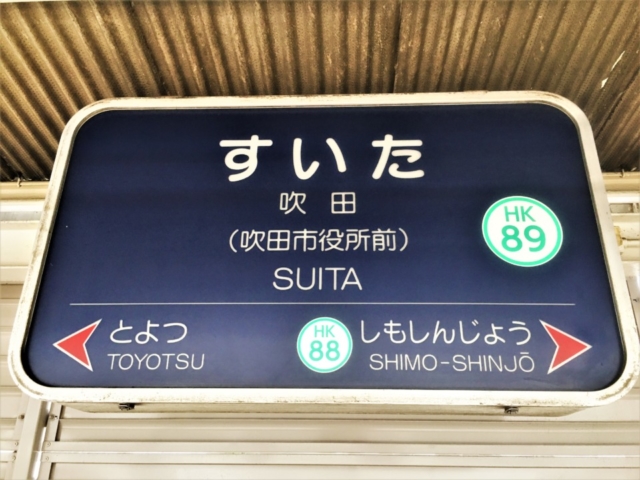 すいた
吹田
(吹田市役所前)
SUITA
HK
89
とよつ
TOYOTSU
HK
88
しもしんじょう
SHIMO-SHINJŌ